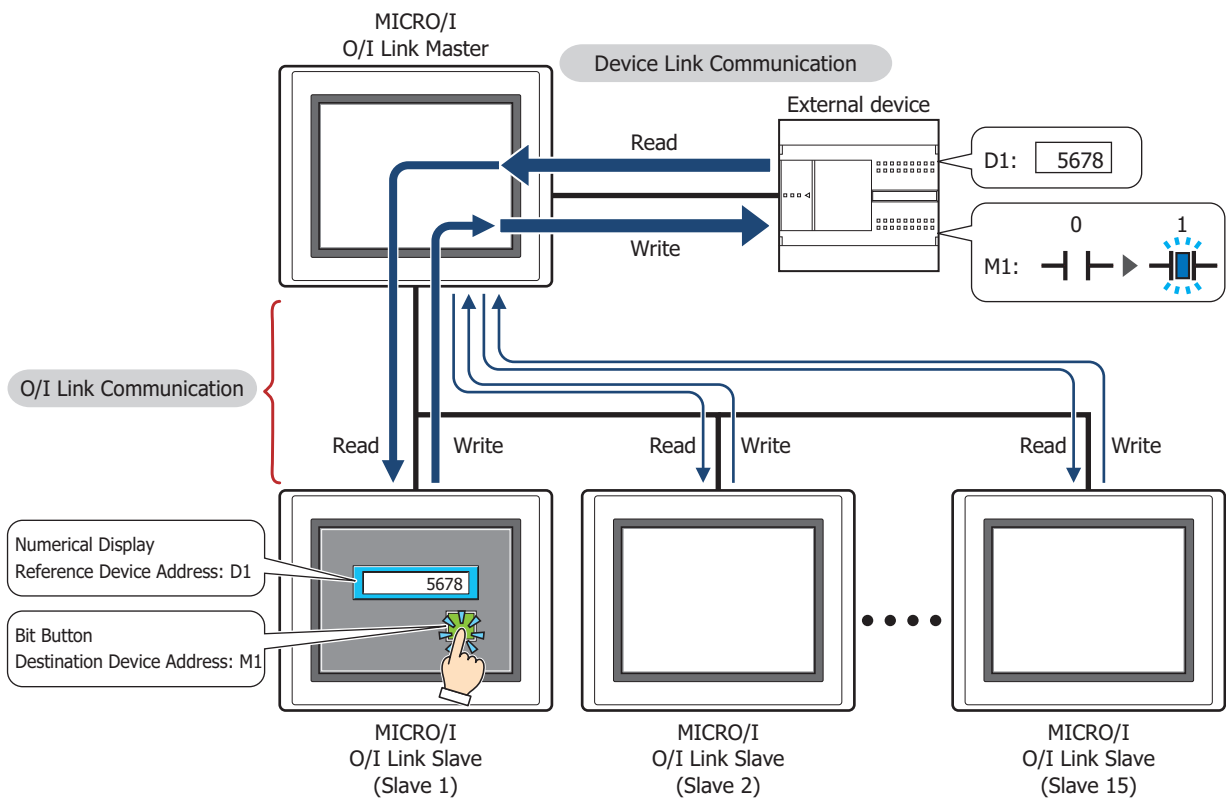 MICRO/I
O/I Link Master
Device Link Communication
External device
Read
D1: 5678
Write
0 1
M1:
O/I Link Communication
Read Write
Read Write
Read Write
Numerical Display
Reference Device Address: D1
5678
Bit Button
Destination Device Address: M1
MICRO/I
O/I Link Slave
(Slave 1)
MICRO/I
O/I Link Slave
(Slave 2)
MICRO/I
O/I Link Slave
(Slave 15)